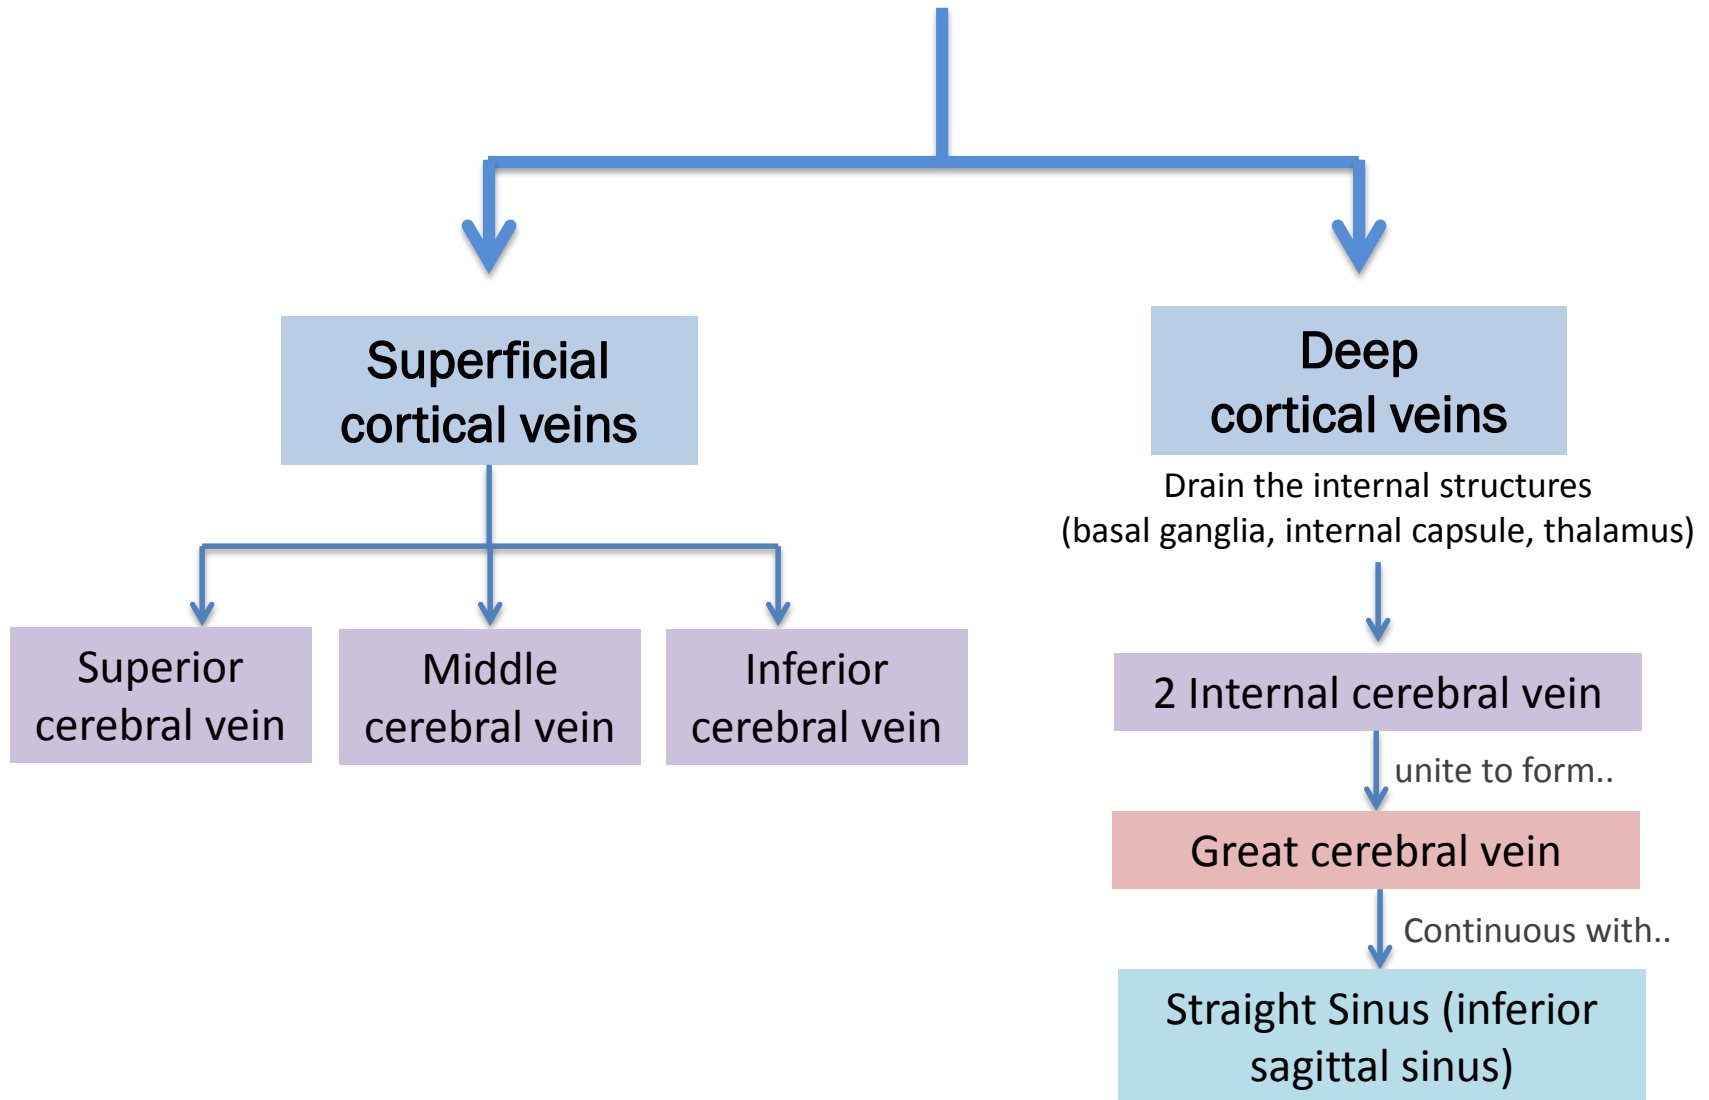 Superficial
cortical veins
Deep
cortical veins
Drain the internal structures
(basal ganglia, internal capsule, thalamus)
Superior
cerebral vein
Middle
cerebral vein
Inferior
cerebral vein
2 Internal cerebral vein
unite to form..
Great cerebral vein
Continuous with..
Straight Sinus (inferior
sagittal sinus)